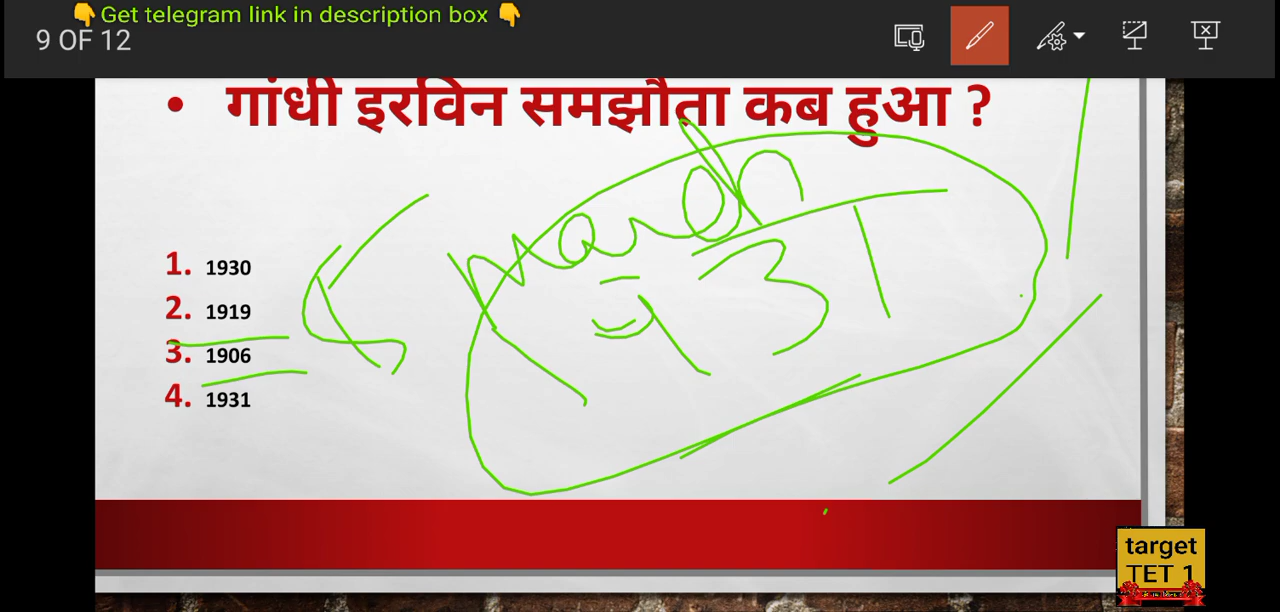 👇Get telegram link in description box 👇
9 OF 12
• गांधी इरविन समझौता कब हुआ ?
march
1931
1. 1930
2. 1919
3. 1906
4. 1931
target
TET 1